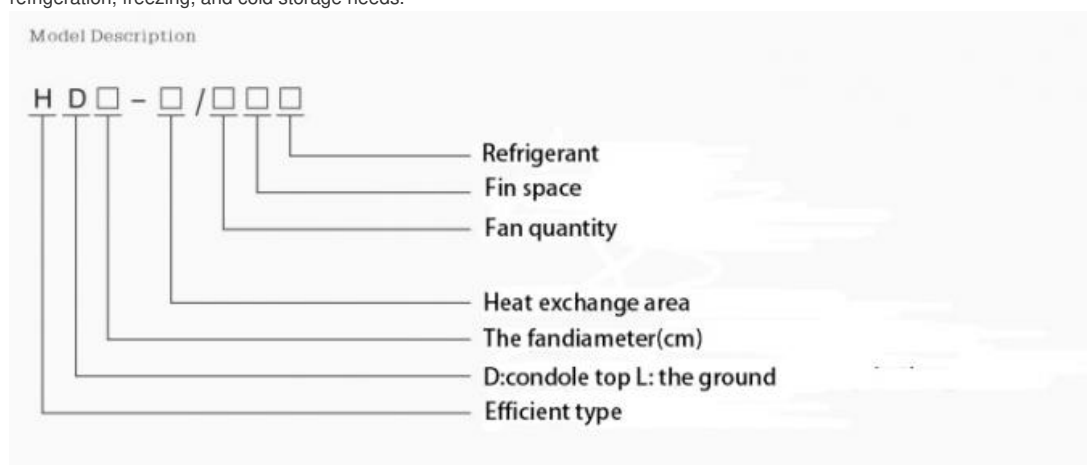 refrigeration, freezing, and cold storage needs.
Model Description
H D□-□/□□□
Refrigerant
Fin space
Fan quantity
Heat exchange area
The fandiameter(cm)
D:condole top L: the ground
Efficient type